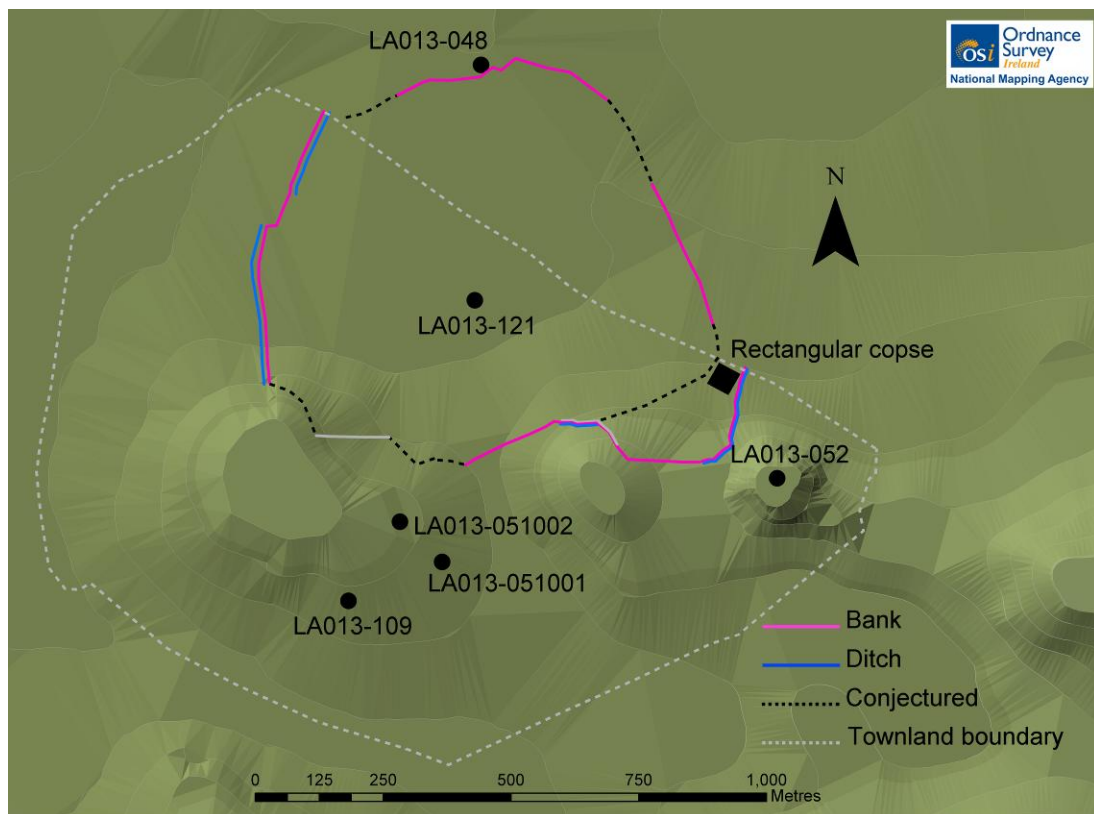 LA013-048
OSi
Ordnance
Survey
Ireland
National Mapping Agency
N
LA013-121
Rectangular copse
LA013-052
LA013-051002
LA013-051001
LA013-109
Bank
Ditch
Conjectured
Townland boundary
0 125 250 500 750 1,000
Metres